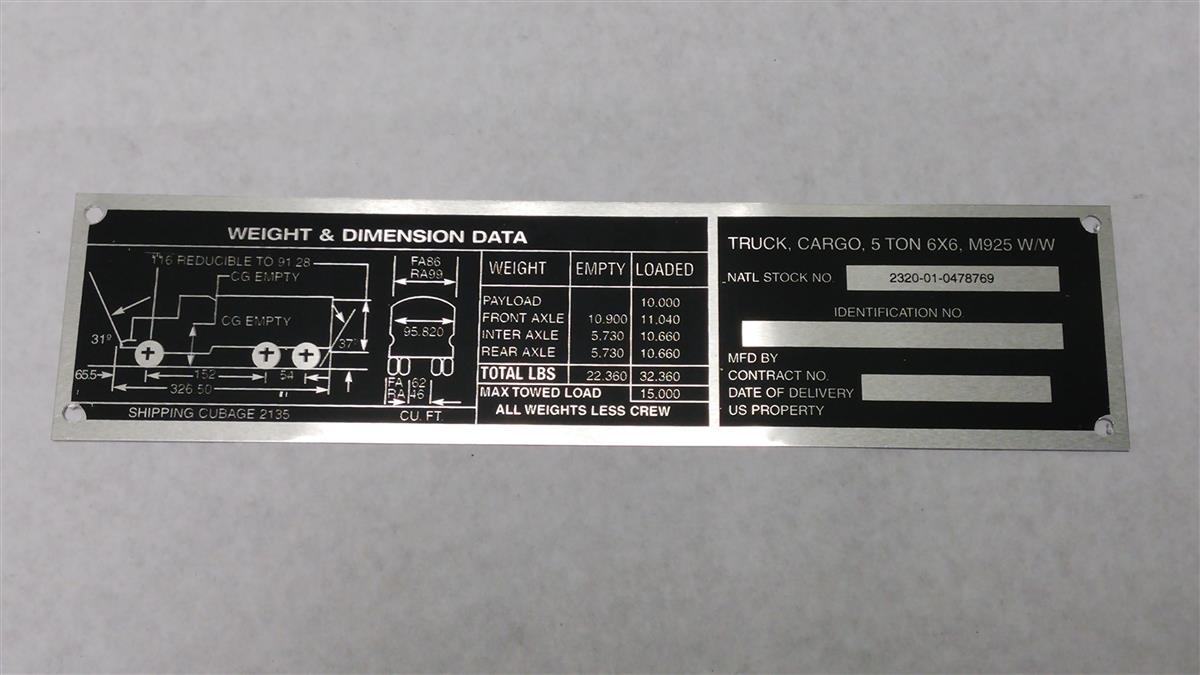 WEIGHT & DIMENSION DATA
116 REDUCIBLE TO 91 28
CG EMPTY
CG EMPTY
31º
37º
65.5
152
54
326 50
SHIPPING CUBAGE 2135
FA86
RA99
95.820
FA 62
RA 46
CU. FT.
WEIGHT EMPTY LOADED
PAYLOAD 10.000
FRONT AXLE 10.900 11.040
INTER AXLE 5.730 10.660
REAR AXLE 5.730 10.660
TOTAL LBS 22.360 32.360
MAX TOWED LOAD 15.000
ALL WEIGHTS LESS CREW
TRUCK, CARGO, 5 TON 6X6, M925 W/W
NATL STOCK NO. 2320-01-0478769
IDENTIFICATION NO.
MFD BY
CONTRACT NO.
DATE OF DELIVERY
US PROPERTY